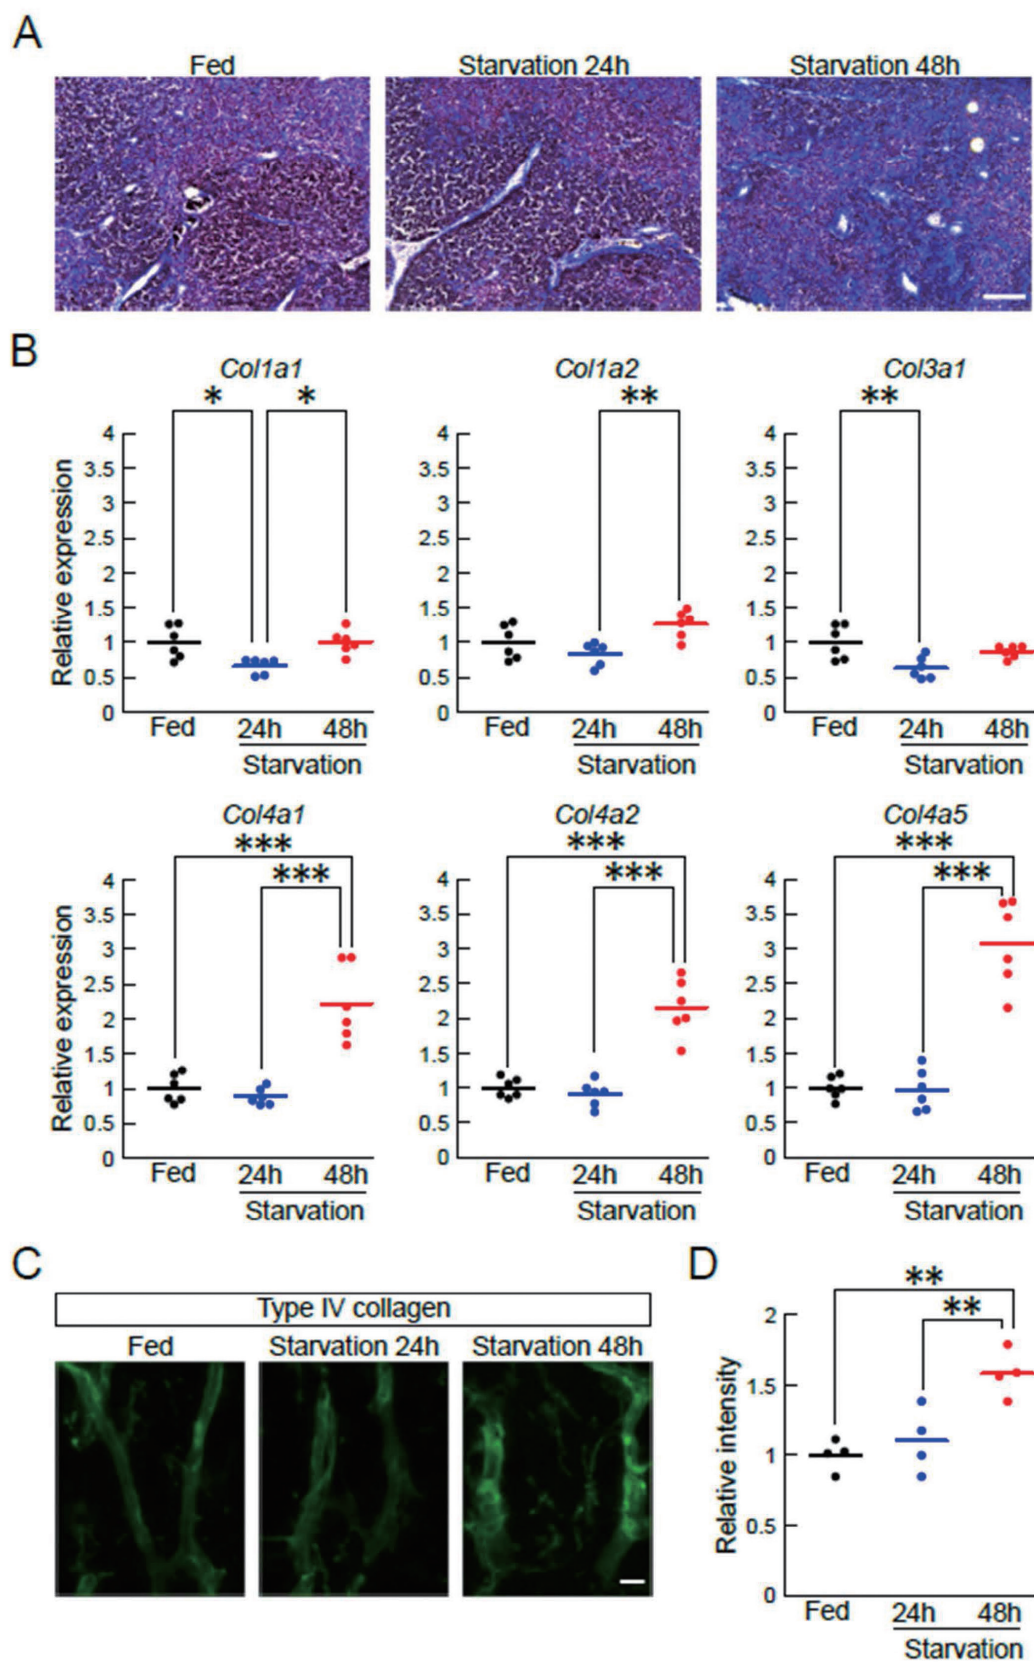 A
Fed Starvation 24h Starvation 48h
B
Col1a1 Col1a2 Col3a1
* * ** **
Relative expression
4 4 4
3.5 3.5 3.5
3 3 3
2.5 2.5 2.5
2 2 2
1.5 1.5 1.5
1 1 1
0.5 0.5 0.5
0 0 0
Fed 24h 48h Fed 24h 48h Fed 24h 48h
Starvation Starvation Starvation
Col4a1 Col4a2 Col4a5
*** *** ***
*** *** ***
Relative expression
4 4 4
3.5 3.5 3.5
3 3 3
2.5 2.5 2.5
2 2 2
1.5 1.5 1.5
1 1 1
0.5 0.5 0.5
0 0 0
Fed 24h 48h Fed 24h 48h Fed 24h 48h
Starvation Starvation Starvation
C
Type IV collagen
Fed Starvation 24h Starvation 48h
D
**
**
Relative intensity
2
1.5
1
0.5
0
Fed 24h 48h
Starvation